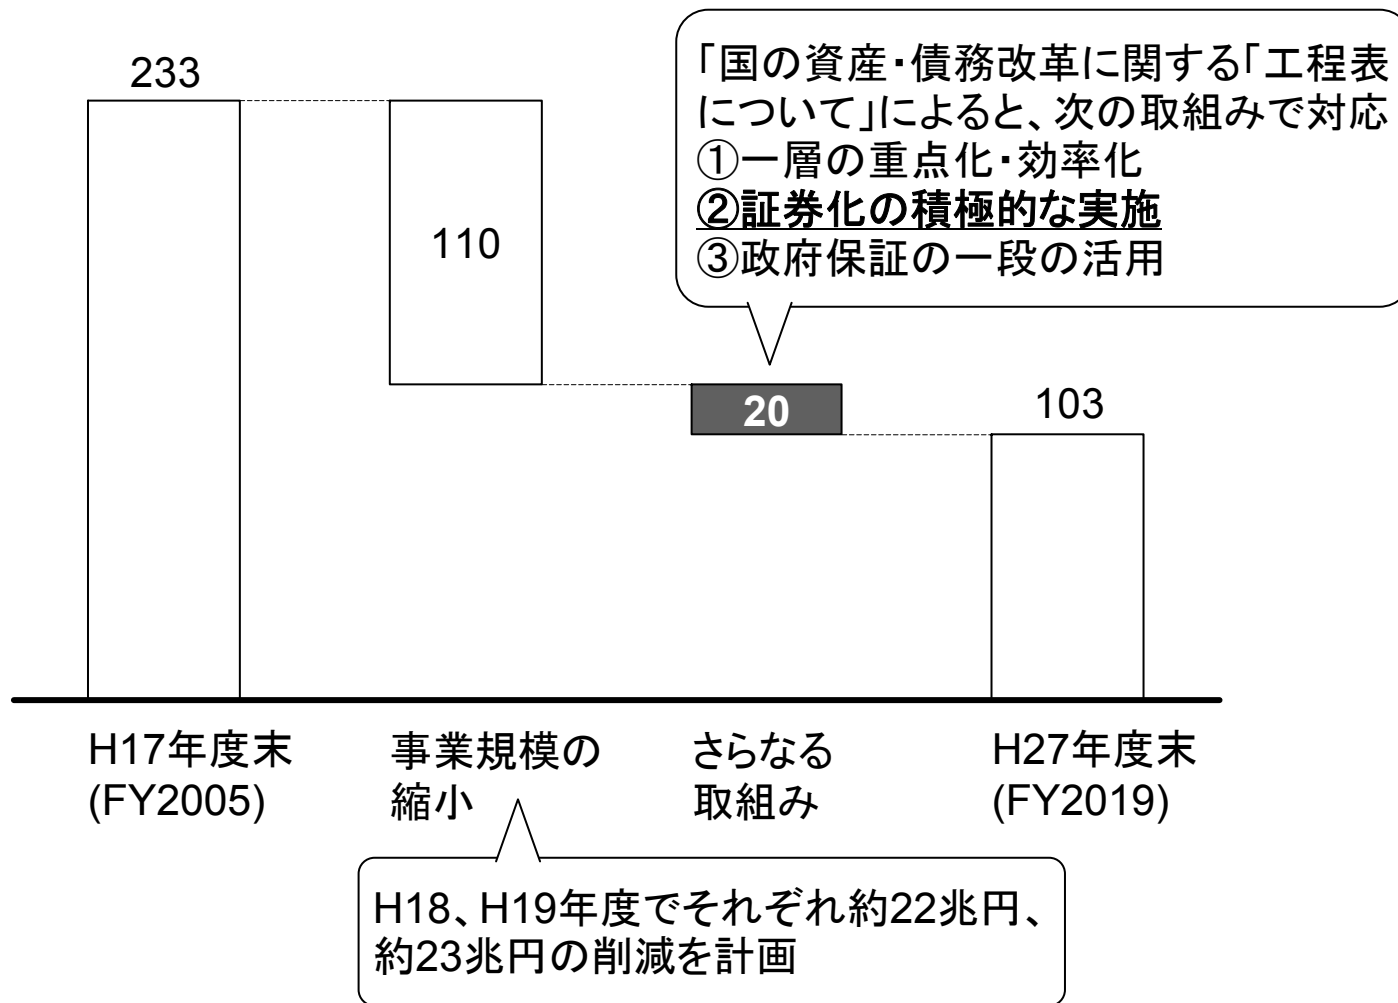 「国の資産・債務改革に関する「工程表
について」によると、次の取組みで対応
①一層の重点化・効率化
②証券化の積極的な実施
③政府保証の一段の活用
233
110
20
103
H17年度末
(FY2005)
事業規模の
縮小
さらなる
取組み
H27年度末
(FY2019)
H18、H19年度でそれぞれ約22兆円、
約23兆円の削減を計画